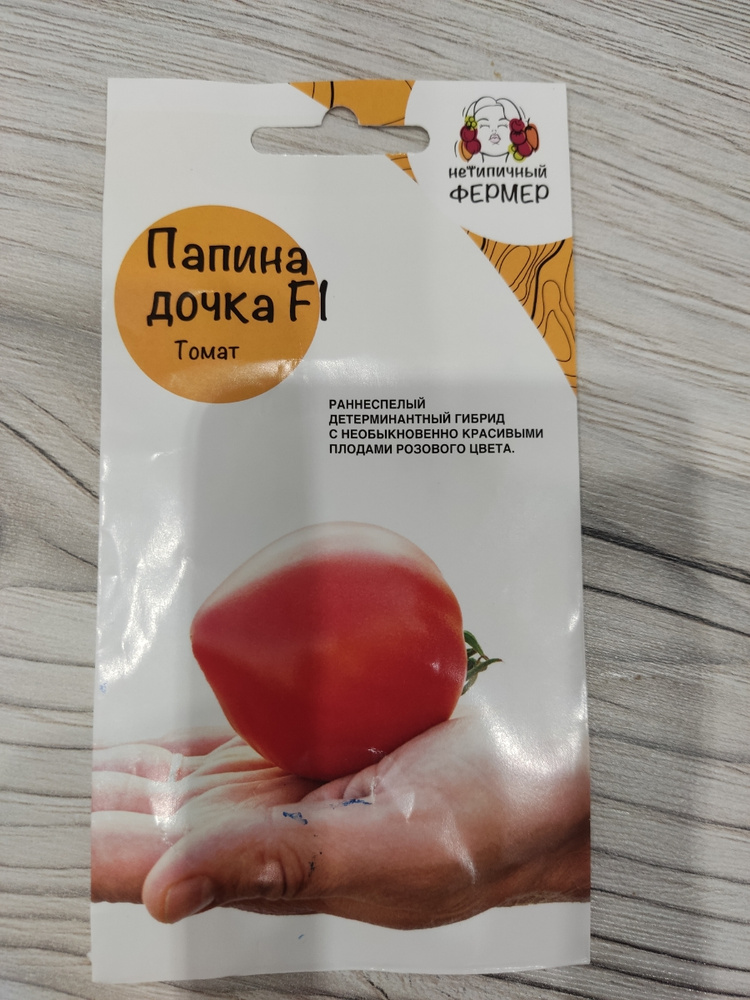 нетипичный
ФЕРМЕР
Папина
дочка F1
Томат
РАННЕСПЕЛЫЙ
ДЕТЕРМИНАНТНЫЙ ГИБРИД
С НЕОБЫКНОВЕННО КРАСИВЫМИ
ПЛОДАМИ РОЗОВОГО ЦВЕТА.